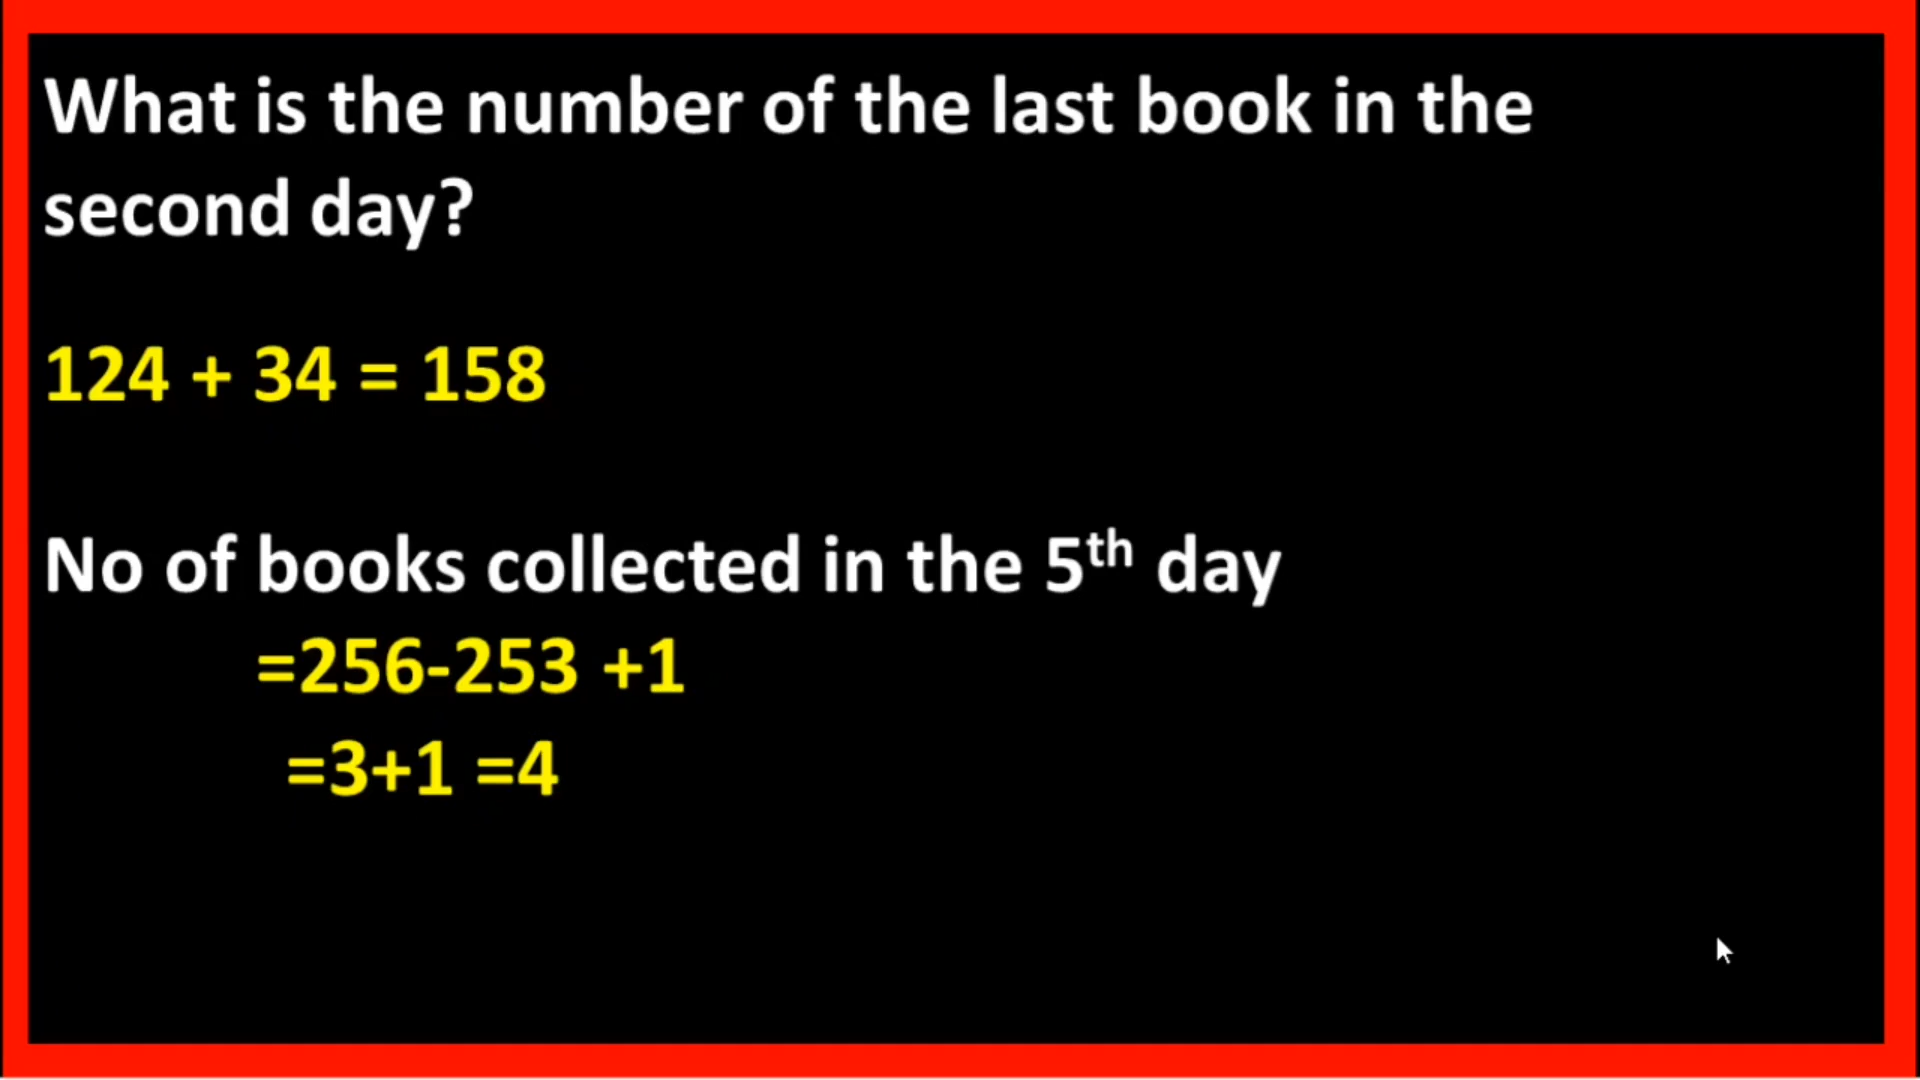 What is the number of the last book in the
second day?
124 + 34 = 158
No of books collected in the 5th day
=256-253 +1
=3+1 =4